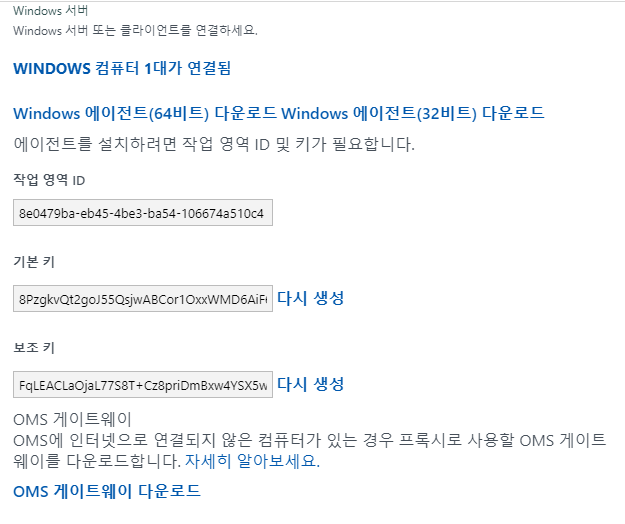 Windows 서버
Windows 서버 또는 클라이언트를 연결하세요.
WINDOWS 컴퓨터 1대가 연결됨
Windows 에이전트(64비트) 다운로드 Windows 에이전트(32비트) 다운로드
에이전트를 설치하려면 작업 영역 ID 및 키가 필요합니다.
작업 영역 ID
8e0479ba-eb45-4be3-ba54-106674a510c4
기본 키
8PzgkvQt2goJ55QsjwABCor1OxxWMD6AiF 다시 생성
보조 키
FqLEACLaOjaL77S8T+Cz8priDmBxw4YSX5w 다시 생성
OMS 게이트웨이
OMS에 인터넷으로 연결되지 않은 컴퓨터가 있는 경우 프록시로 사용할 OMS 게이트
웨이를 다운로드합니다. 자세히 알아보세요.
OMS 게이트웨이 다운로드